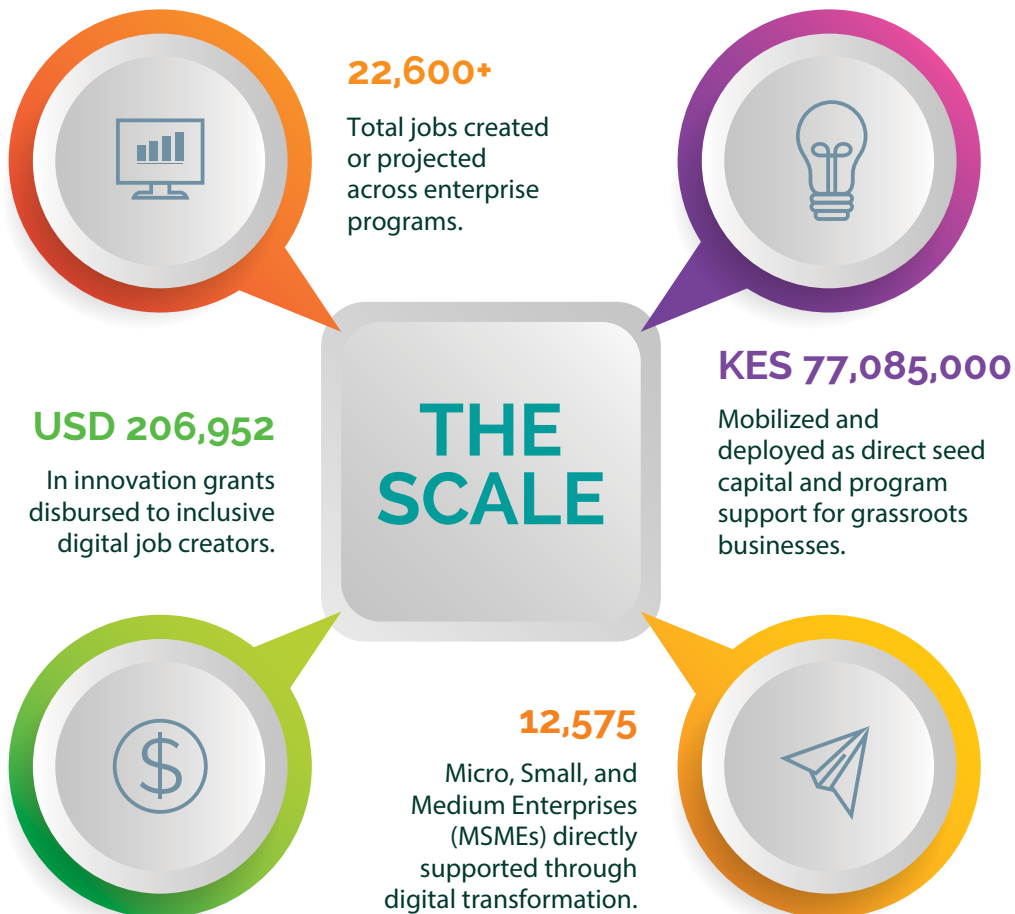 22,600+
Total jobs created
or projected
across enterprise
programs.
KES 77,085,000
Mobilized and
deployed as direct seed
capital and program
support for grassroots
businesses.
THE
SCALE
USD 206,952
In innovation grants
disbursed to inclusive
digital job creators.
$
12,575
Micro, Small, and
Medium Enterprises
(MSMEs) directly
supported through
digital transformation.